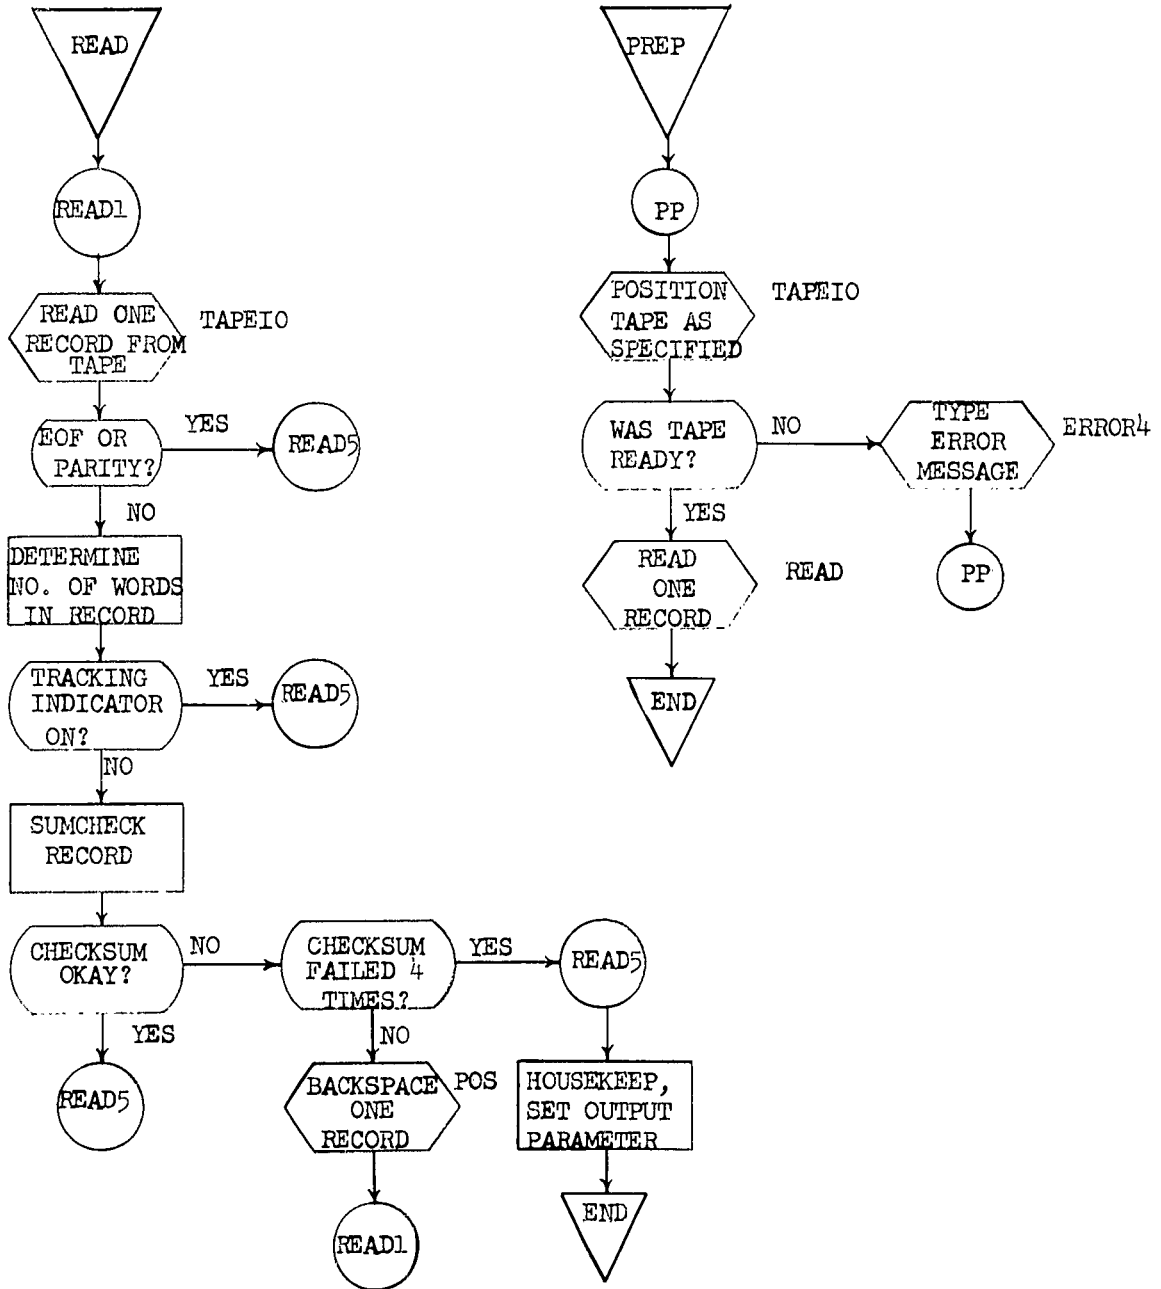 READ
READ1
READ ONE
RECORD FROM
TAPE
TAPEIO
EOF OR
PARITY?
YES
READ5
NO
DETERMINE
NO. OF WORDS
IN RECORD
TRACKING
INDICATOR
ON?
YES
READ5
NO
SUMCHECK
RECORD
CHECKSUM
OKAY?
NO
CHECKSUM
FAILED 4
TIMES?
YES
READ5
YES
READ5
NO
BACKSPACE
ONE
RECORD
POS
READ1
HOUSEKEEP,
SET OUTPUT
PARAMETER
END
PREP
PP
POSITION
TAPE AS
SPECIFIED
TAPEIO
WAS TAPE
READY?
NO
TYPE
ERROR
MESSAGE
ERROR4
PP
YES
READ
ONE
RECORD
READ
END